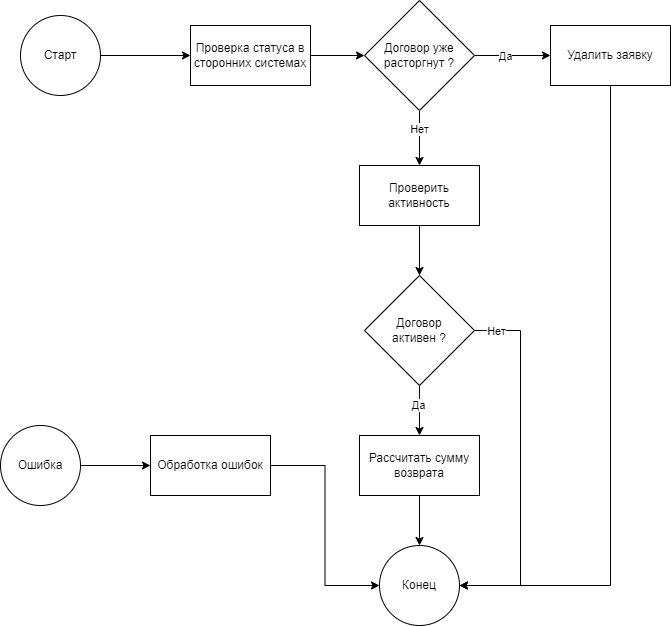 Старт
Проверка статуса в
сторонних системах
Договор уже
расторгнут ?
Да
Удалить заявку
Нет
Проверить
активность
Договор
активен ?
Нет
Да
Ошибка
Обработка ошибок
Рассчитать сумму
возврата
Конец